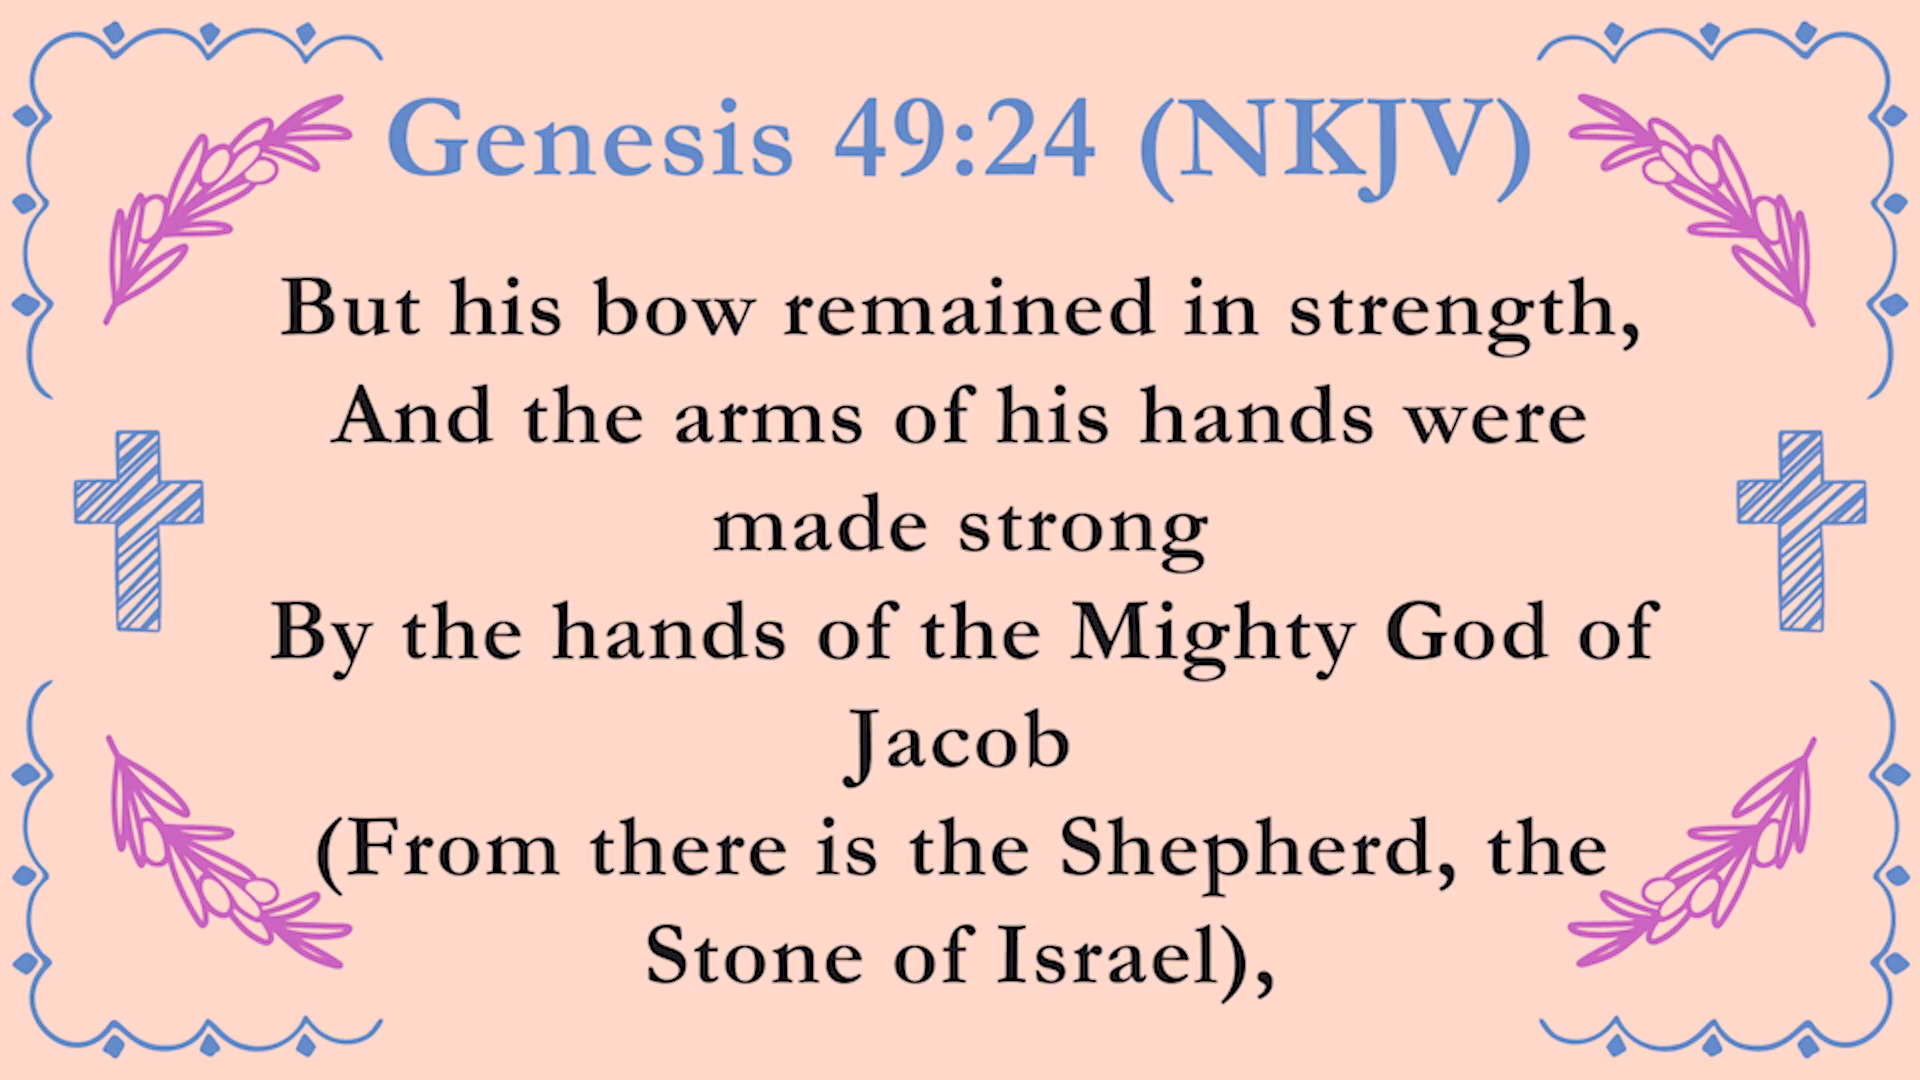 Genesis 49:24 (NKJV)
But his bow remained in strength,
And the arms of his hands were
made strong
By the hands of the Mighty God of
Jacob
(From there is the Shepherd, the
Stone of Israel),